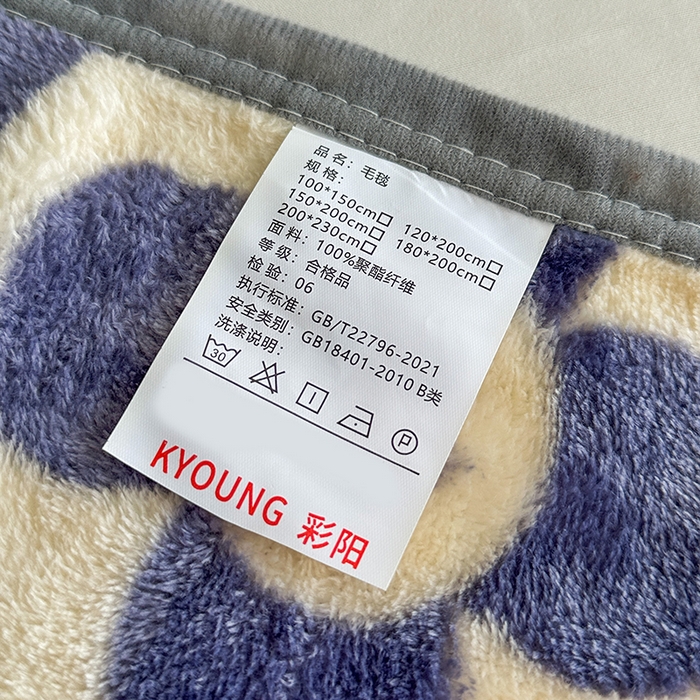 品名：毛毯
规格：
100*150cm□ 120*200cm□
150*200cm□ 180*200cm□
200*230cm□
面料：100%聚酯纤维
等级：合格品
检验：06
执行标准：GB/T22796-2021
安全类别：GB18401-2010 B类
洗涤说明：
30
P
KYOUNG 彩阳